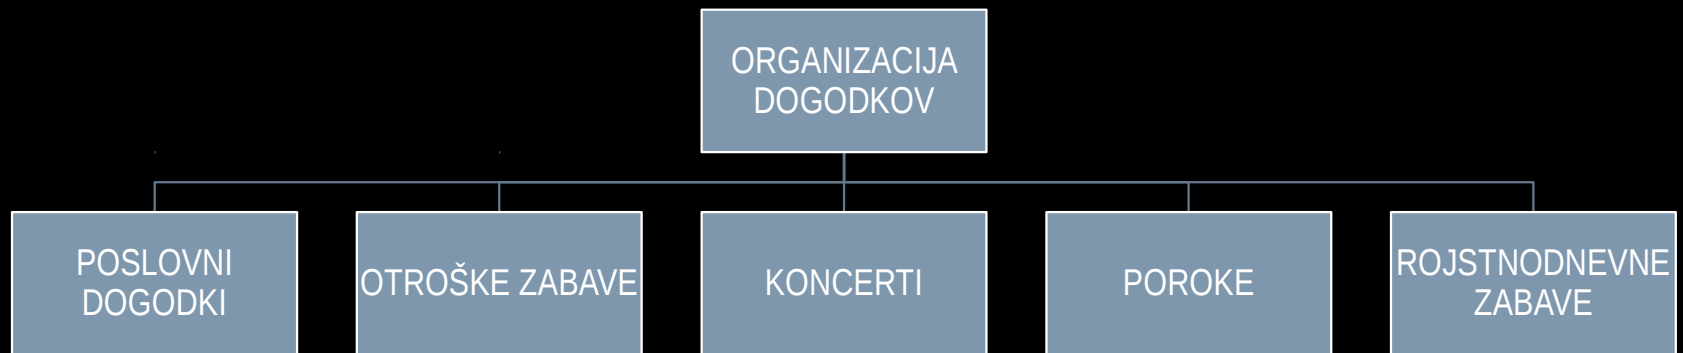 ORGANIZACIJA
DOGODKOV
POSLOVNI
DOGODKI
OTROŠKE ZABAVE
KONCERTI
POROKE
ROJSTNODNEVNE
ZABAVE